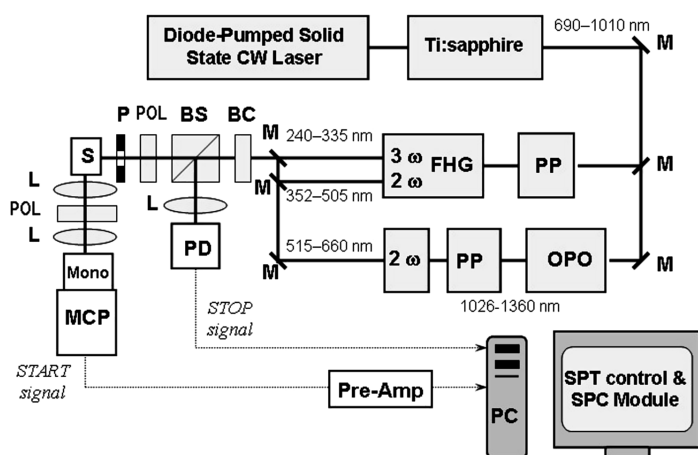 Diode-Pumped Solid
State CW Laser
Ti:sapphire
690–1010 nm
M
P
POL
BS
BC
M
240–335 nm
3 ω
FHG
2 ω
PP
M
S
L
POL
L
M
352–505 nm
L
PD
515–660 nm
M
2 ω
PP
OPO
M
1026-1360 nm
Mono
MCP
STOP
signal
START
signal
Pre-Amp
PC
SPT control &
SPC Module